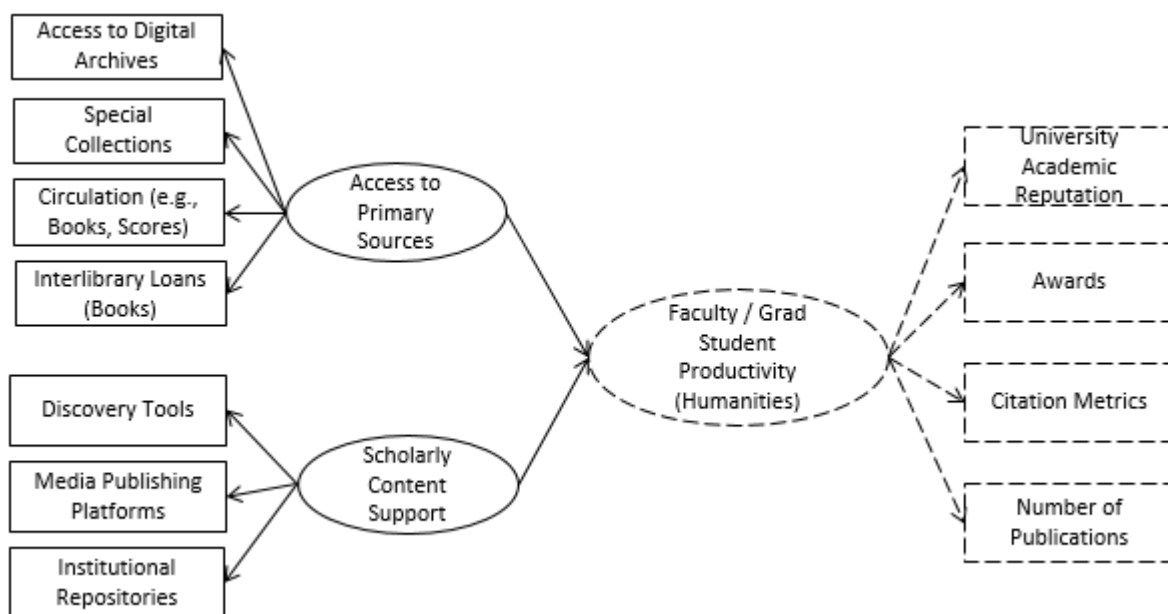 Access to Digital
Archives
Special
Collections
Circulation (e.g.,
Books, Scores)
Interlibrary Loans
(Books)
Discovery Tools
Media Publishing
Platforms
Institutional
Repositories
Access to
Primary
Sources
Scholarly
Content
Support
Faculty / Grad
Student
Productivity
(Humanities)
University
Academic
Reputation
Awards
Citation Metrics
Number of
Publications